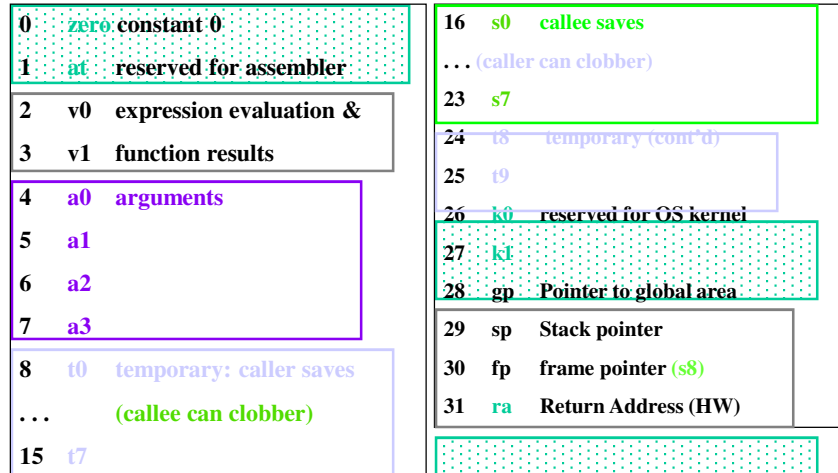 0 zero constant 0
1 at reserved for assembler
2 v0 expression evaluation &
3 v1 function results
4 a0 arguments
5 a1
6 a2
7 a3
8 t0 temporary: caller saves
. . . (callee can clobber)
15 t7
16 s0 callee saves
. . . (caller can clobber)
23 s7
24 t8 temporary (cont’d)
25 t9
26 k0 reserved for OS kernel
27 k1
28 gp Pointer to global area
29 sp Stack pointer
30 fp frame pointer (s8)
31 ra Return Address (HW)